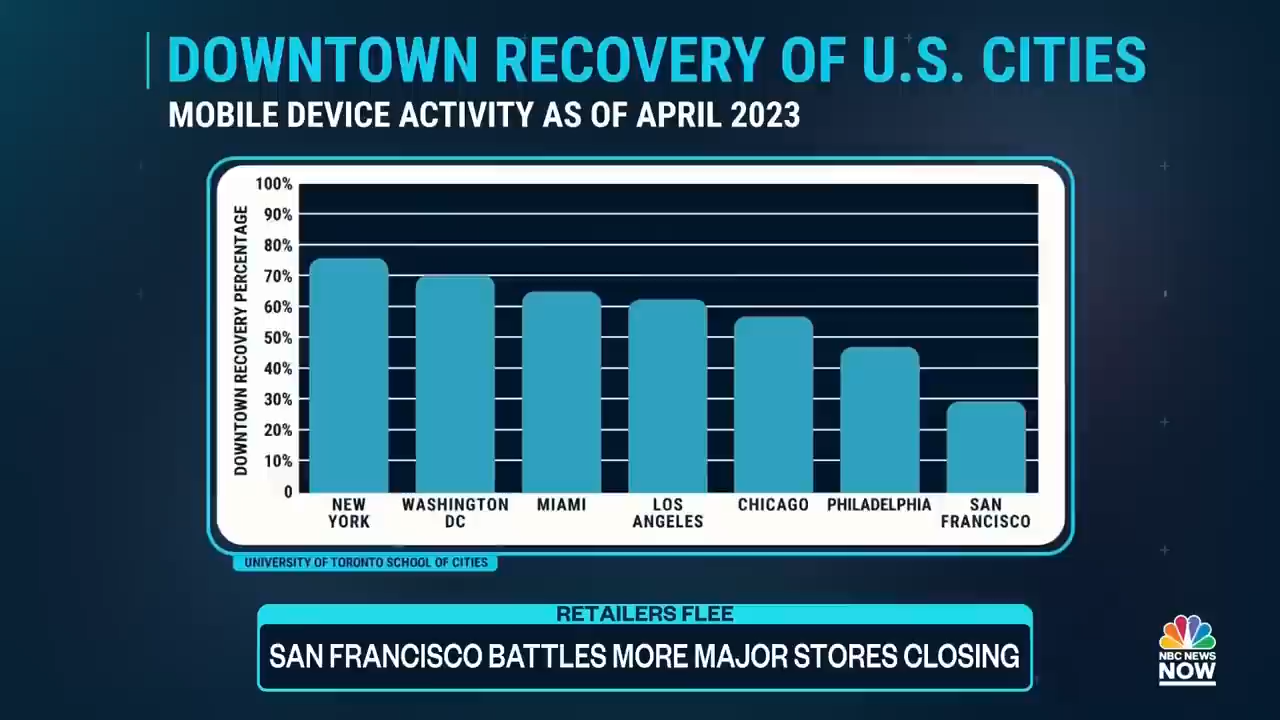 DOWNTOWN RECOVERY OF U.S. CITIES
MOBILE DEVICE ACTIVITY AS OF APRIL 2023
DOWNTOWN RECOVERY PERCENTAGE
100%
90%
80%
70%
60%
50%
40%
30%
20%
10%
0
NEW
YORK
WASHINGTON
DC
MIAMI
LOS
ANGELES
CHICAGO
PHILADELPHIA
SAN
FRANCISCO
UNIVERSITY OF TORONTO SCHOOL OF CITIES
RETAILERS FLEE
SAN FRANCISCO BATTLES MORE MAJOR STORES CLOSING
NBC NEWS
NOW